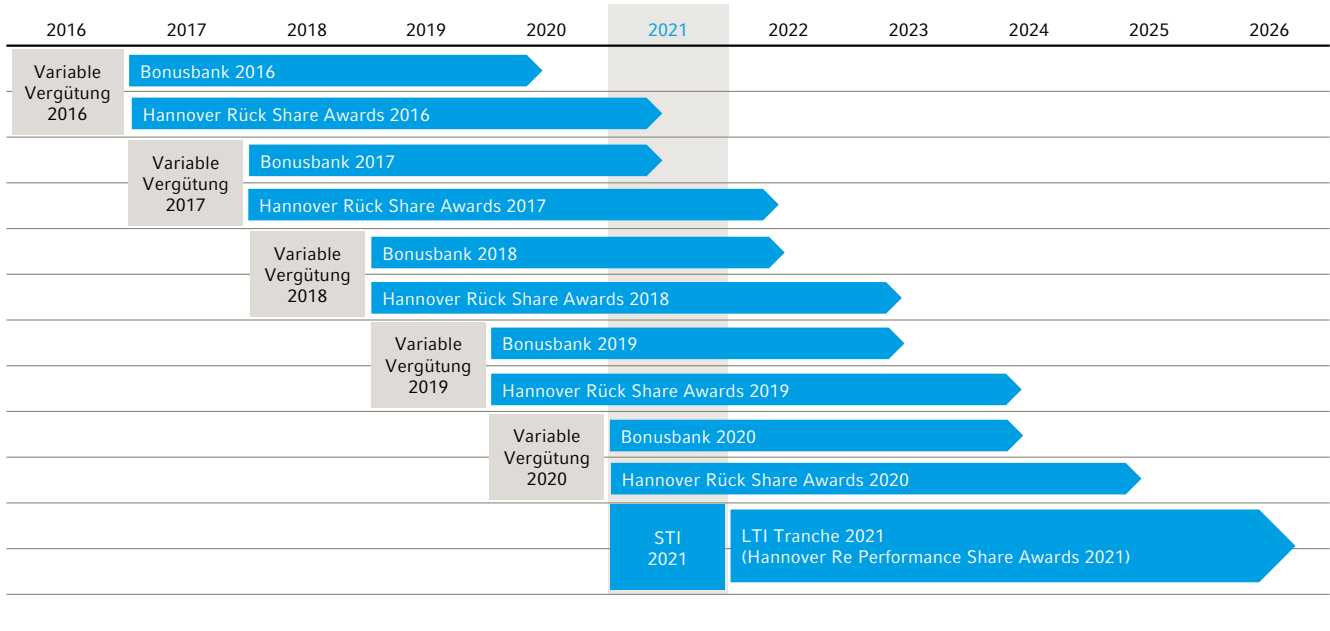 2016 2017 2018 2019 2020 2021 2022 2023 2024 2025 2026
Variable
Vergütung
2016
Bonusbank 2016
Hannover Rück Share Awards 2016
Variable
Vergütung
2017
Bonusbank 2017
Hannover Rück Share Awards 2017
Variable
Vergütung
2018
Bonusbank 2018
Hannover Rück Share Awards 2018
Variable
Vergütung
2019
Bonusbank 2019
Hannover Rück Share Awards 2019
Variable
Vergütung
2020
Bonusbank 2020
Hannover Rück Share Awards 2020
STI
2021
LTI Tranche 2021
(Hannover Re Performance Share Awards 2021)